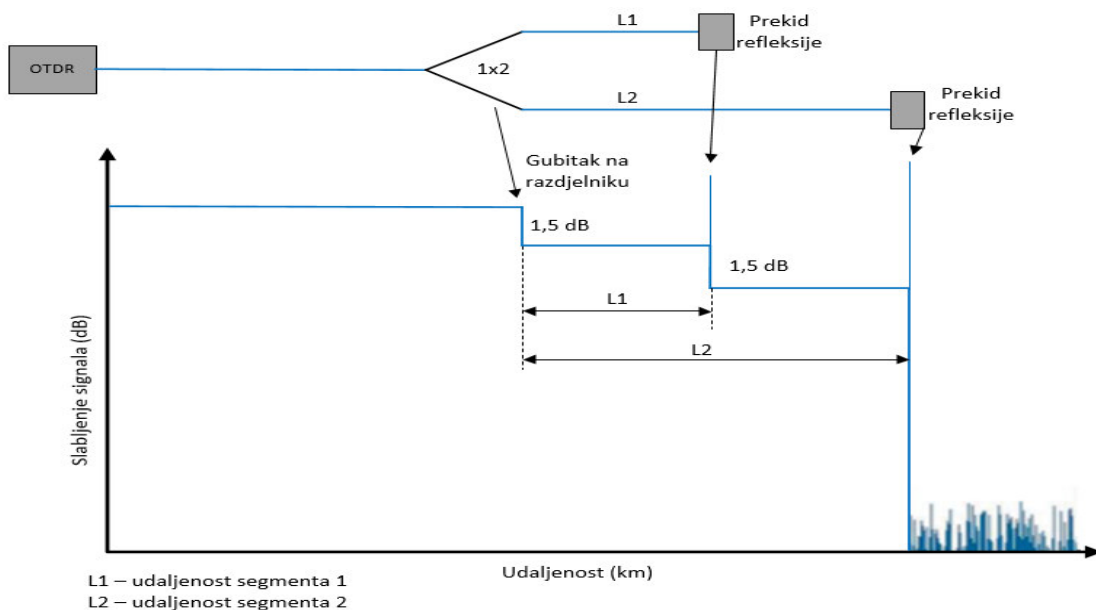 L1
Prekid
refleksije
OTDR
1x2
L2
Prekid
refleksije
Gubitak na
razdjelniku
1,5 dB
1,5 dB
L1
L2
Slabljenje signala (dB)
Udaljenost (km)
L1 – udaljenost segmenta 1
L2 – udaljenost segmenta 2